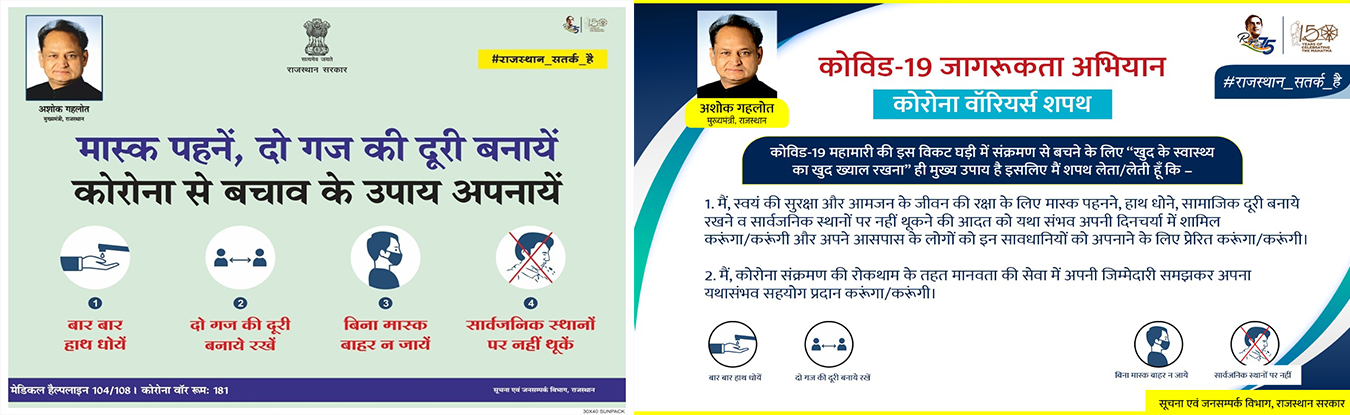 सत्यमेव जयते
राजस्थान सरकार
#राजस्थान_सतर्क_है
अशोक गहलोत
मुख्यमंत्री, राजस्थान
मास्क पहनें, दो गज की दूरी बनायें
कोरोना से बचाव के उपाय अपनायें
1
2
3
4
बार बार
हाथ धोयें
दो गज की दूरी
बनाये रखें
बिना मास्क
बाहर न जायें
सार्वजनिक स्थानों
पर नहीं थूकें
मेडिकल हैल्पलाइन 104/108। कोरोना वॉर रूम: 181
सूचना एवं जनसम्पर्क विभाग, राजस्थान
30X40 SUNPACK
75
150
YEARS OF
CELEBRATING
THE MAHATMA
कोविड-19 जागरूकता अभियान
कोरोना वॉरियर्स शपथ
#राजस्थान_सतर्क_है
अशोक गहलोत
मुख्यमंत्री, राजस्थान
कोविड-19 महामारी की इस विकट घड़ी में संक्रमण से बचने के लिए “खुद के स्वास्थ्य
का खुद ख्याल रखना” ही मुख्य उपाय है इसलिए मैं शपथ लेता/लेती हूँ कि –
1. मैं, स्वयं की सुरक्षा और आमजन के जीवन की रक्षा के लिए मास्क पहनने, हाथ धोने, सामाजिक दूरी बनाये
रखने व सार्वजनिक स्थानों पर नहीं थूकने की आदत को यथा संभव अपनी दिनचर्या में शामिल
करूंगा/करूंगी और अपने आसपास के लोगों को इन सावधानियों को अपनाने के लिए प्रेरित करूंगा/करूंगी।
2. मैं, कोरोना संक्रमण की रोकथाम के तहत मानवता की सेवा में अपनी जिम्मेदारी समझकर अपना
यथासंभव सहयोग प्रदान करूंगा/करूंगी।
बार बार हाथ धोयें
दो गज की दूरी बनाये रखें
बिना मास्क बाहर न जाये
सार्वजनिक स्थानों पर नहीं
सूचना एवं जनसम्पर्क विभाग, राजस्थान सरकार